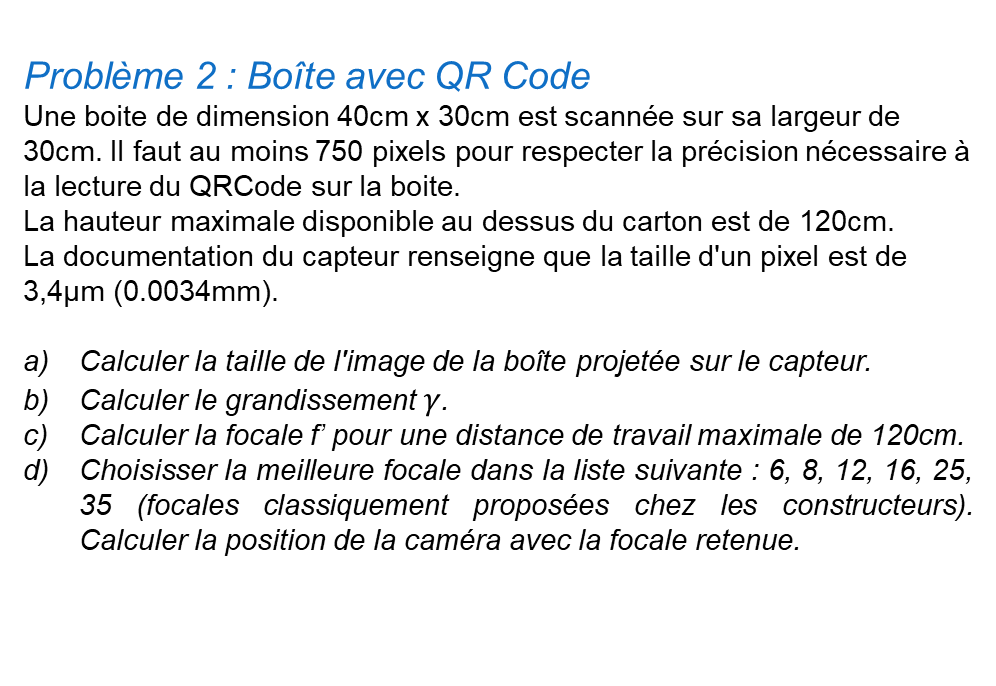 Problème 2 : Boîte avec QR Code
Une boite de dimension 40cm x 30cm est scannée sur sa largeur de
30cm. Il faut au moins 750 pixels pour respecter la précision nécessaire à
la lecture du QRCode sur la boite.
La hauteur maximale disponible au dessus du carton est de 120cm.
La documentation du capteur renseigne que la taille d'un pixel est de
3,4µm (0.0034mm).
a) Calculer la taille de l'image de la boîte projetée sur le capteur.
b) Calculer le grandissement γ.
c) Calculer la focale f’ pour une distance de travail maximale de 120cm.
d) Choisisser la meilleure focale dans la liste suivante : 6, 8, 12, 16, 25,
35 (focales classiquement proposées chez les constructeurs).
Calculer la position de la caméra avec la focale retenue.